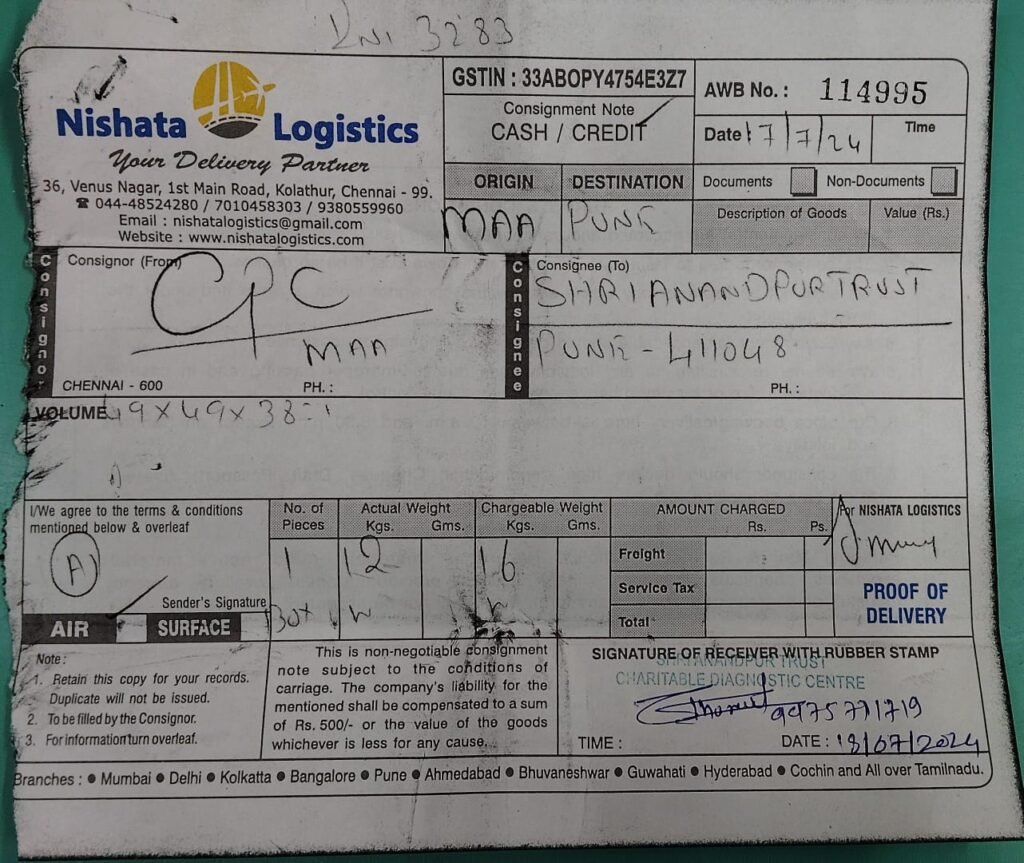 3283
Nishata Logistics
Your Delivery Partner
36, Venus Nagar, 1st Main Road, Kolathur, Chennai - 99.
☎ 044-48524280 / 7010458303 / 9380559960
Email : nishatalogistics@gmail.com
Website : www.nishatalogistics.com
GSTIN : 33ABOPY4754E3Z7
Consignment Note
CASH / CREDIT
AWB No. : 114995
Date 17/7/24
Time
ORIGIN
DESTINATION
MAA
PUNE
Documents
Non-Documents
Description of Goods
Value (Rs.)
Consignor
Consignor (From)
CPC
MAA
CHENNAI - 600
PH. :
Consignee
Consignee (To)
SHRI ANANDPUR TRUST
PUNE - 411048
PH. :
VOLUME 49 x 49 x 38 = 1
I/We agree to the terms & conditions
mentioned below & overleaf
A
Sender's Signature
AIR
SURFACE
No. of Pieces
Actual Weight
Kgs. Gms.
Chargeable Weight
Kgs. Gms.
1
12
16
Box
W
W
AMOUNT CHARGED
Rs. Ps.
Freight
Service Tax
Total
For NISHATA LOGISTICS
PROOF OF
DELIVERY
Note :
1. Retain this copy for your records.
Duplicate will not be issued.
2. To be filled by the Consignor.
3. For information turn overleaf.
This is non-negotiable consignment
note subject to the conditions of
carriage. The company's liability for the
mentioned shall be compensated to a sum
of Rs. 500/- or the value of the goods
whichever is less for any cause...
SIGNATURE OF RECEIVER WITH RUBBER STAMP
SHRI ANANDPUR TRUST
CHARITABLE DIAGNOSTIC CENTRE
9975771719
TIME :
DATE : 18/07/2024
Branches : ● Mumbai ● Delhi ● Kolkatta ● Bangalore ● Pune ● Ahmedabad ● Bhuvaneshwar ● Guwahati ● Hyderabad ● Cochin and All over Tamilnadu.